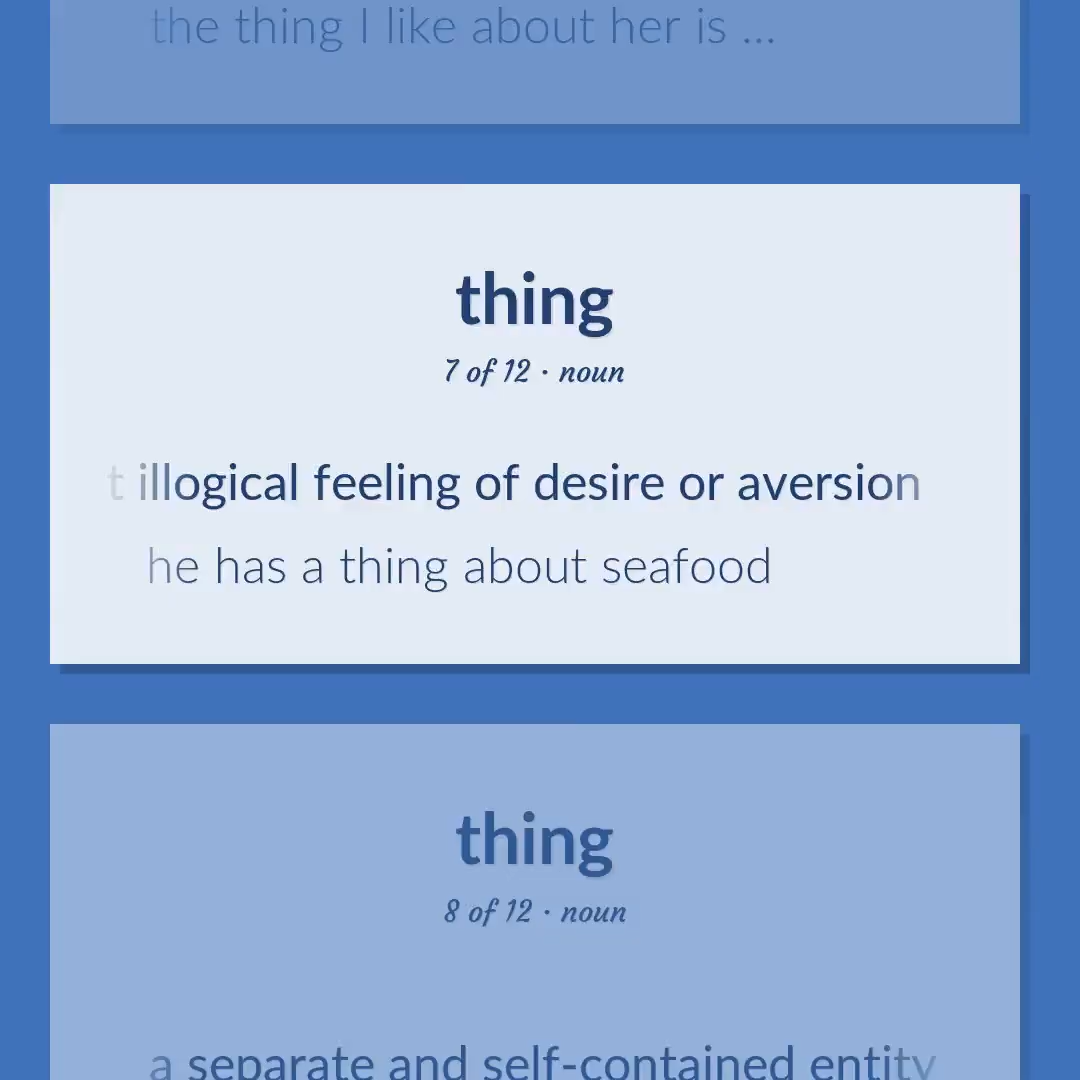 the thing I like about her is ...
thing
7 of 12 · noun
t illogical feeling of desire or aversion
he has a thing about seafood
thing
8 of 12 · noun
a separate and self-contained entity